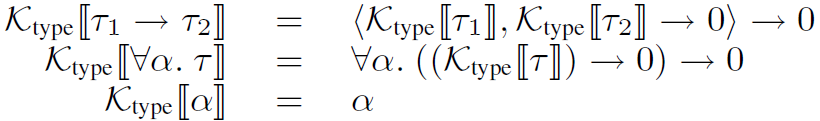 𝒦type⟦τ1 → τ2⟧ = ⟨𝒦type⟦τ1⟧, 𝒦type⟦τ2⟧ → 0⟩ → 0
𝒦type⟦∀α. τ⟧ = ∀α. ((𝒦type⟦τ⟧) → 0) → 0
𝒦type⟦α⟧ = α